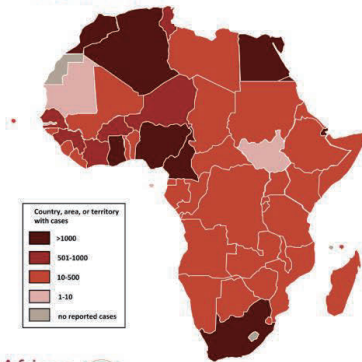 Country, area, or territory
with cases
>1000
501-1000
10-500
1-10
no reported cases